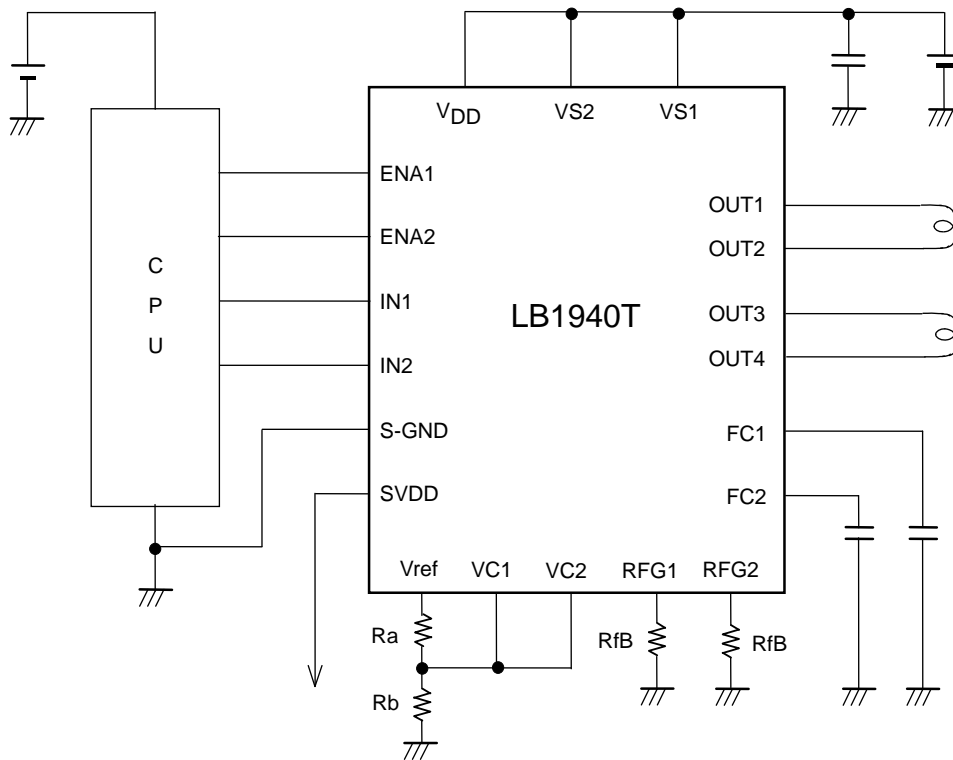 VDD
VS2
VS1
ENA1
ENA2
IN1
IN2
S-GND
SVDD
C
P
U
LB1940T
OUT1
OUT2
OUT3
OUT4
FC1
FC2
Vref
VC1
VC2
RFG1
RFG2
Ra
Rb
RfB
RfB